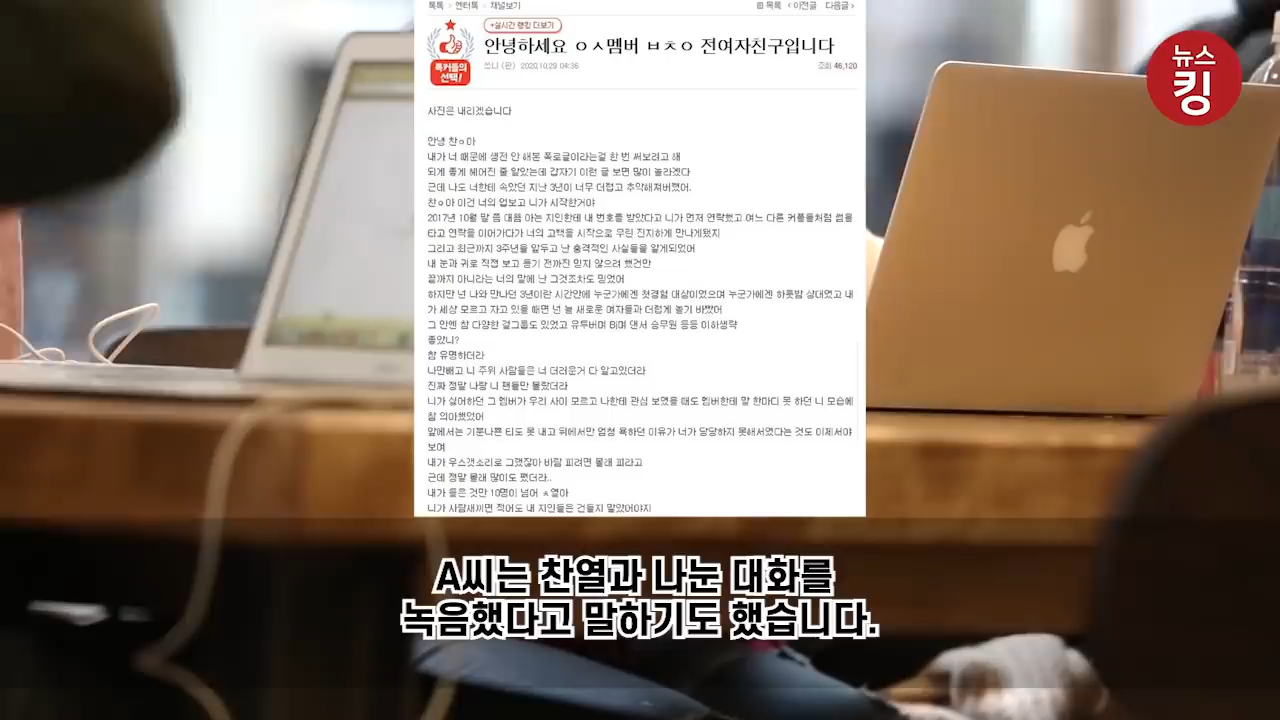 톡톡 > 엔터톡 > 채널보기
목록 < 이전글 다음글 >
+실시간 랭킹 더보기
톡커들의
선택!
안녕하세요 ㅇㅅ멤버 ㅂㅊㅇ 전여자친구입니다
쓰니 (판) 2020.10.29 04:36
조회 46,120
사진은 내리겠습니다
안녕 찬ㅇ아
내가 너 때문에 생전 안 해본 폭로글이라는걸 한 번 써보려고 해
되게 좋게 헤어진 줄 알았는데 갑자기 이런 글 보면 많이 놀라겠다
근데 나도 너한테 속았던 지난 3년이 너무 더럽고 추악해져버렸어.
찬ㅇ아 이건 너의 업보고 니가 시작한거야
2017년 10월 말 쯤 대뜸 아는 지인한테 내 번호를 받았다고 니가 먼저 연락했고 여느 다른 커플들처럼 썸을
타고 연락을 이어가다가 너의 고백을 시작으로 우린 진지하게 만나게됐지
그리고 최근까지 3주년을 앞두고 난 충격적인 사실들을 알게되었어
내 눈과 귀로 직접 보고 듣기 전까진 믿지 않으려 했건만
끝까지 아니라는 너의 말에 난 그것조차도 믿었어
하지만 넌 나와 만나던 3년이란 시간안에 누군가에겐 첫경험 대상이였으며 누군가에겐 하룻밤 상대였고 내
가 세상 모르고 자고 있을 때면 넌 늘 새로운 여자들과 더럽게 놀기 바빴어
그 안엔 참 다양한 걸그룹도 있었고 유투버며 Bj며 댄서 승무원 등등 이하생략
좋았니?
참 유명하더라
나만빼고 니 주위 사람들은 너 더러운거 다 알고있더라
진짜 정말 나랑 니 팬들만 몰랐더라
니가 싫어하던 그 멤버가 우리 사이 모르고 나한테 관심 보였을 때도 멤버한테 말 한마디 못 하던 니 모습에
참 의아했었어
앞에서는 기분나쁜 티도 못 내고 뒤에서만 엄청 욕하던 이유가 너가 당당하지 못해서였다는 것도 이제서야
보여
내가 우스갯소리로 그랬잖아 바람 피려면 몰래 피라고
근데 정말 몰래 많이도 폈더라..
내가 들은 것만 10명이 넘어 ㅊ열아
니가 사람새끼면 적어도 내 지인들은 건들지 말았어야지
뉴스
킹
A씨는 찬열과 나눈 대화를
녹음했다고 말하기도 했습니다.